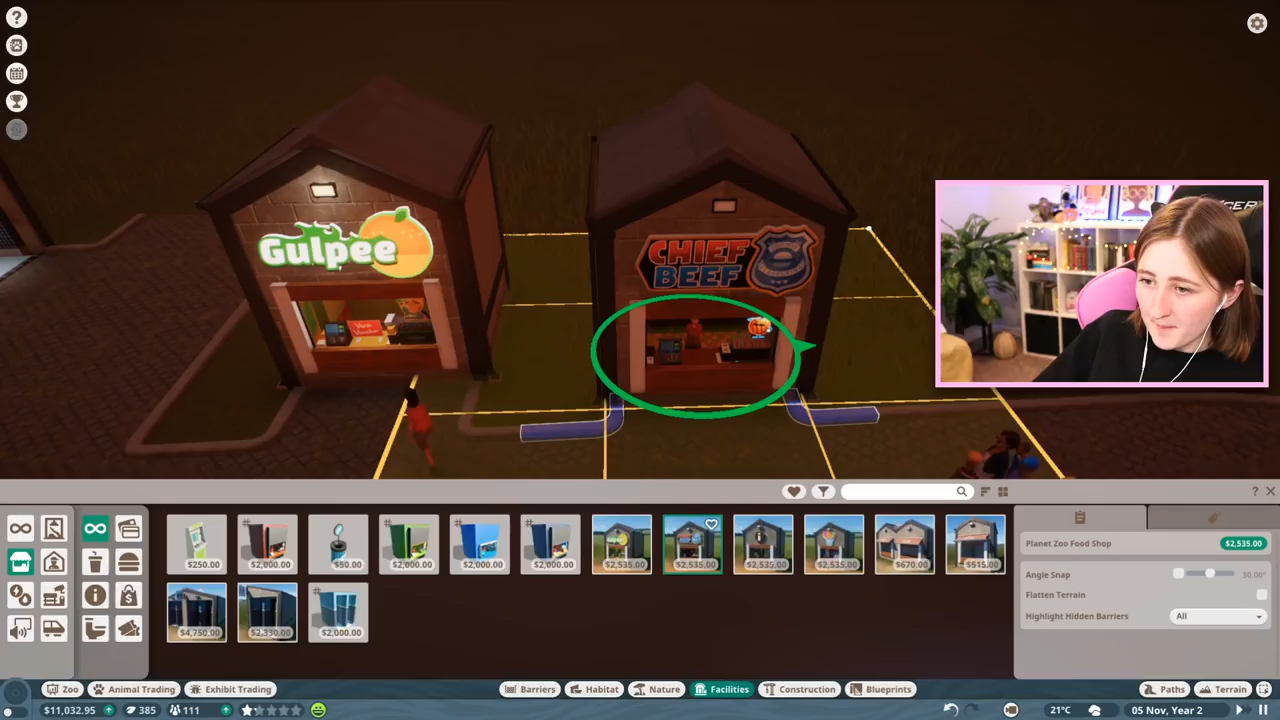 ?
Gulpee
CHIEF
BEEF
?
$250.00
$2,000.00
$50.00
$2,000.00
$2,000.00
$2,000.00
$2,535.00
$2,535.00
$2,535.00
$2,535.00
$670.00
$515.00
$4,750.00
$2,330.00
$2,000.00
Planet Zoo Food Shop
$2,535.00
Angle Snap
30.00°
Flatten Terrain
Highlight Hidden Barriers
All
Zoo
Animal Trading
Exhibit Trading
Barriers
Habitat
Nature
Facilities
Construction
Blueprints
Paths
Terrain
$11,032.95
385
111
21°C
05 Nov, Year 2